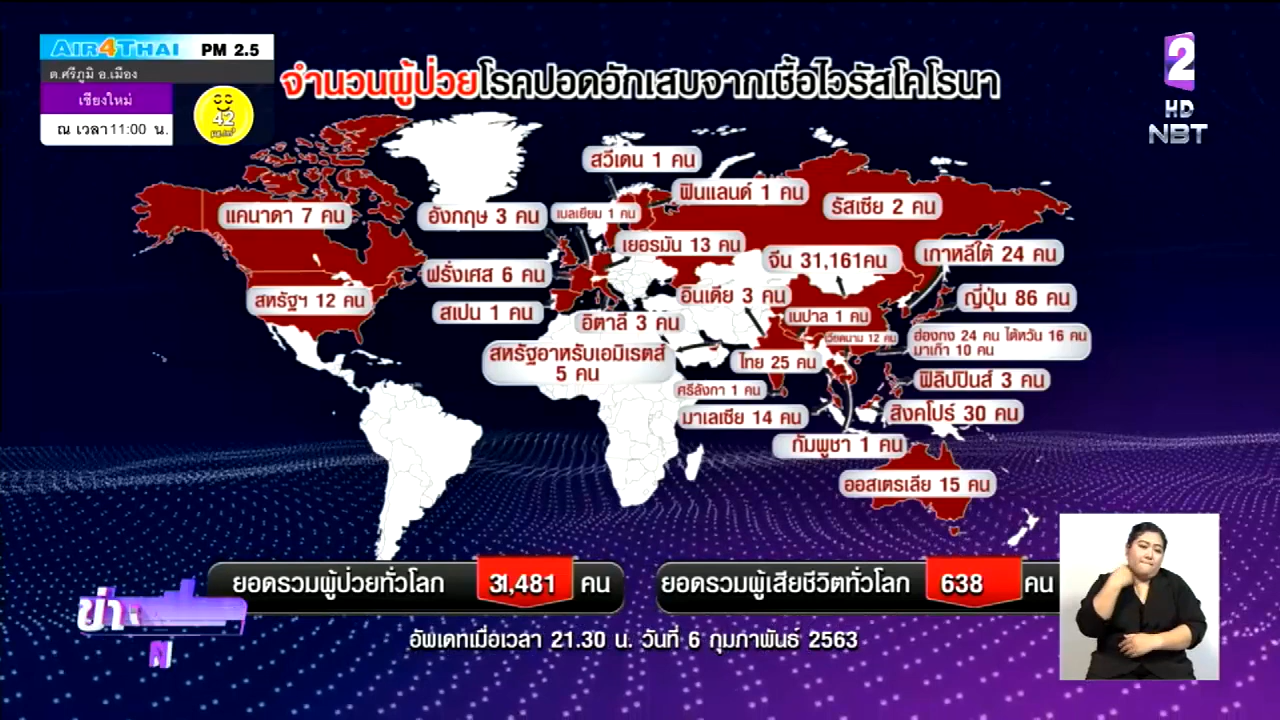 AIR4THAI PM 2.5
ต.ศรีภูมิ อ.เมือง
เชียงใหม่
42
ณ เวลา 11:00 น.
2
HD
NBT
จำนวนผู้ป่วยโรคปอดอักเสบจากเชื้อไวรัสโคโรนา
สวีเดน 1 คน
ฟินแลนด์ 1 คน
รัสเซีย 2 คน
แคนาดา 7 คน
อังกฤษ 3 คน
เบลเยียม 1 คน
เยอรมัน 13 คน
จีน 31,161คน
เกาหลีใต้ 24 คน
ฝรั่งเศส 6 คน
สหรัฐฯ 12 คน
อินเดีย 3 คน
ญี่ปุ่น 86 คน
สเปน 1 คน
อิตาลี 3 คน
เนปาล 1 คน
เวียดนาม 12 คน
ฮ่องกง 24 คน ไต้หวัน 16 คน
มาเก๊า 10 คน
สหรัฐอาหรับเอมิเรตส์
5 คน
ไทย 25 คน
ศรีลังกา 1 คน
ฟิลิปปินส์ 3 คน
มาเลเซีย 14 คน
สิงคโปร์ 30 คน
กัมพูชา 1 คน
ออสเตรเลีย 15 คน
ยอดรวมผู้ป่วยทั่วโลก 31,481 คน
ยอดรวมผู้เสียชีวิตทั่วโลก 638 คน
อัพเดทเมื่อเวลา 21.30 น. วันที่ 6 กุมภาพันธ์ 2563